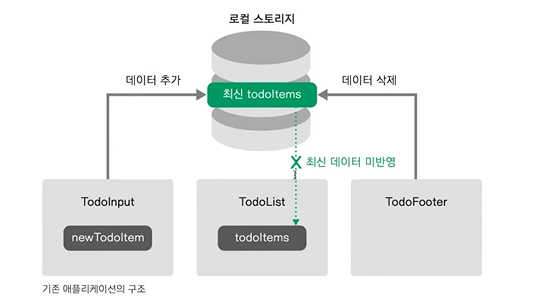 로컬 스토리지
데이터 추가
최신 todoItems
데이터 삭제
X 최신 데이터 미반영
TodoInput
newTodoItem
TodoList
todoItems
TodoFooter
기존 애플리케이션의 구조